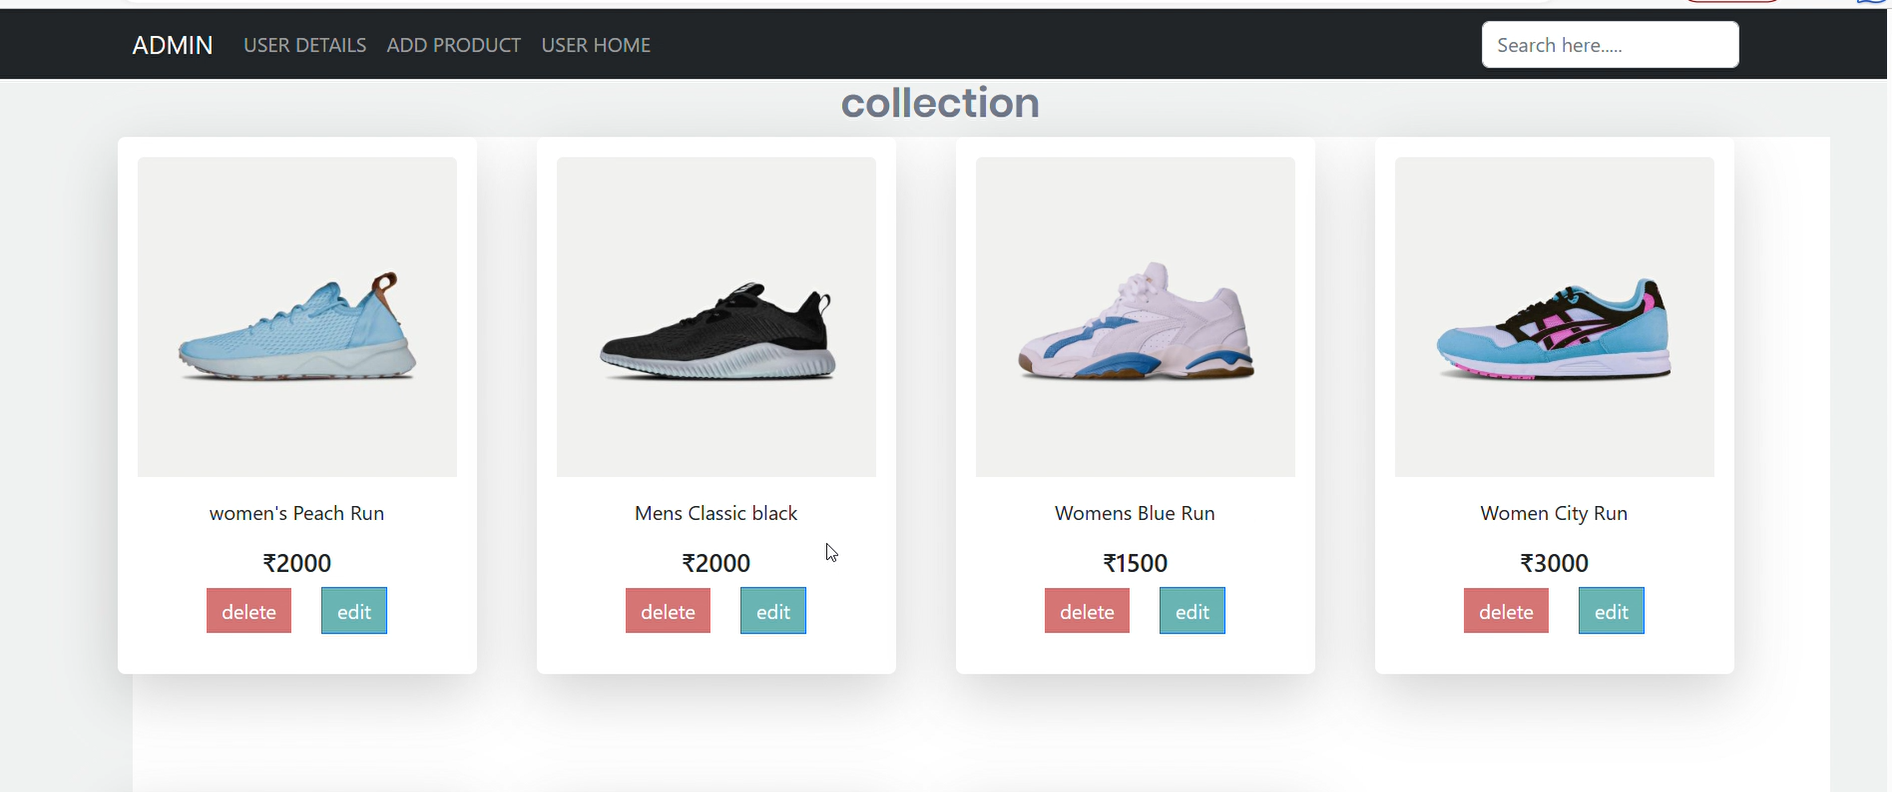 ADMIN USER DETAILS ADD PRODUCT USER HOME Search here.....
collection
women's Peach Run
₹2000
delete edit
Mens Classic black
₹2000
delete edit
Womens Blue Run
₹1500
delete edit
Women City Run
₹3000
delete edit